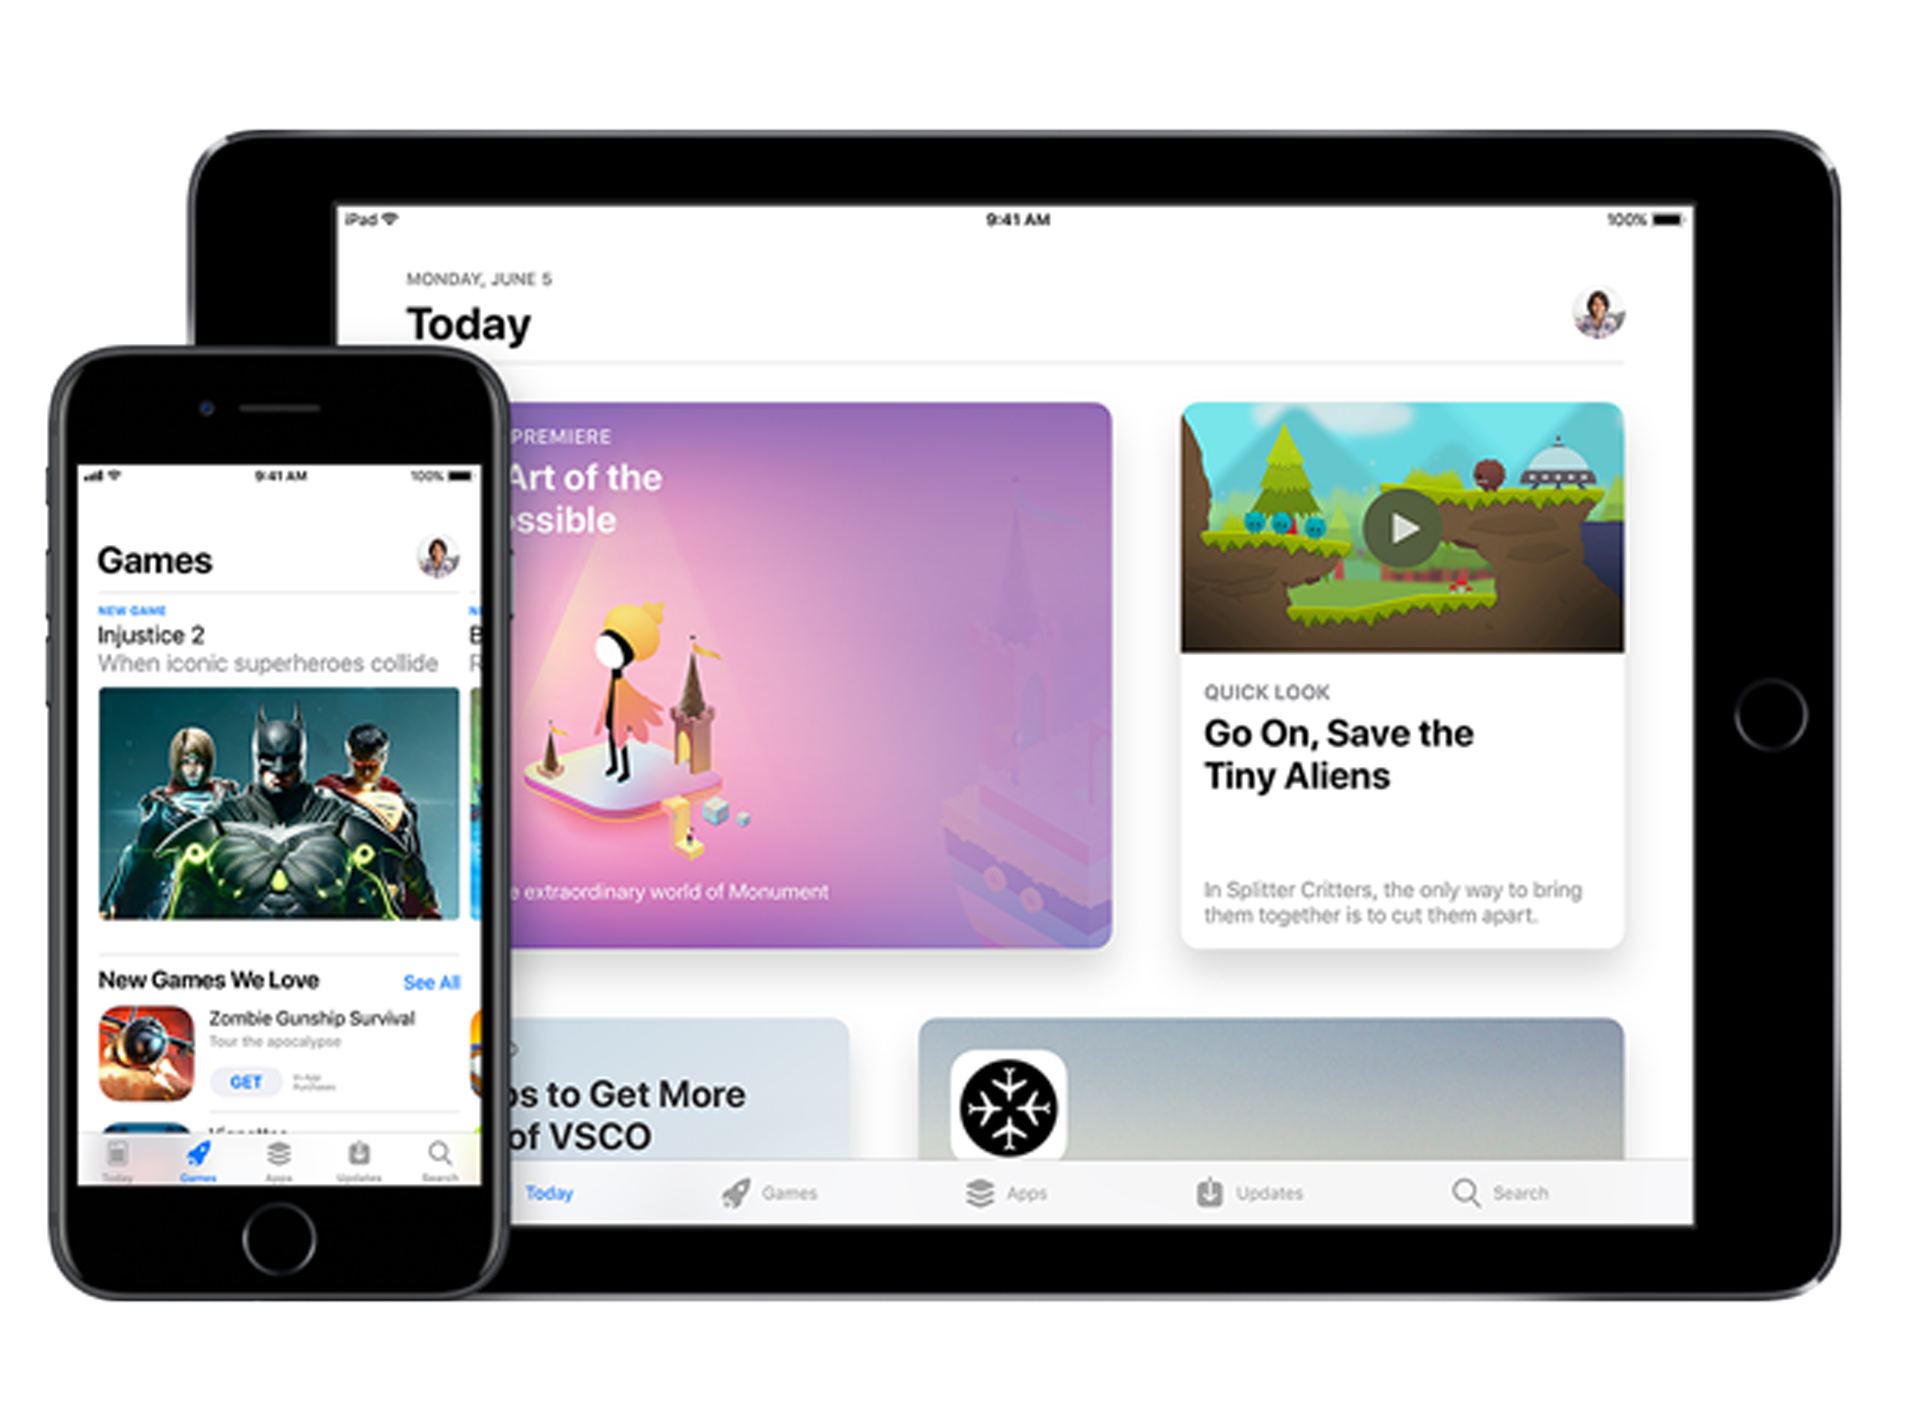 iPad
9:41 AM
100%
MONDAY, JUNE 5
Today
PREMIERE
Art of the
ossible
e extraordinary world of Monument
QUICK LOOK
Go On, Save the
Tiny Aliens
In Splitter Critters, the only way to bring
them together is to cut them apart.
ps to Get More
of VSCO
Today
Games
Apps
Updates
Search
9:41 AM
100%
Games
NEW GAME
Injustice 2
When iconic superheroes collide
New Games We Love
See All
Zombie Gunship Survival
Tour the apocalypse
GET
In-App
Purchases
Today
Games
Apps
Updates
Search